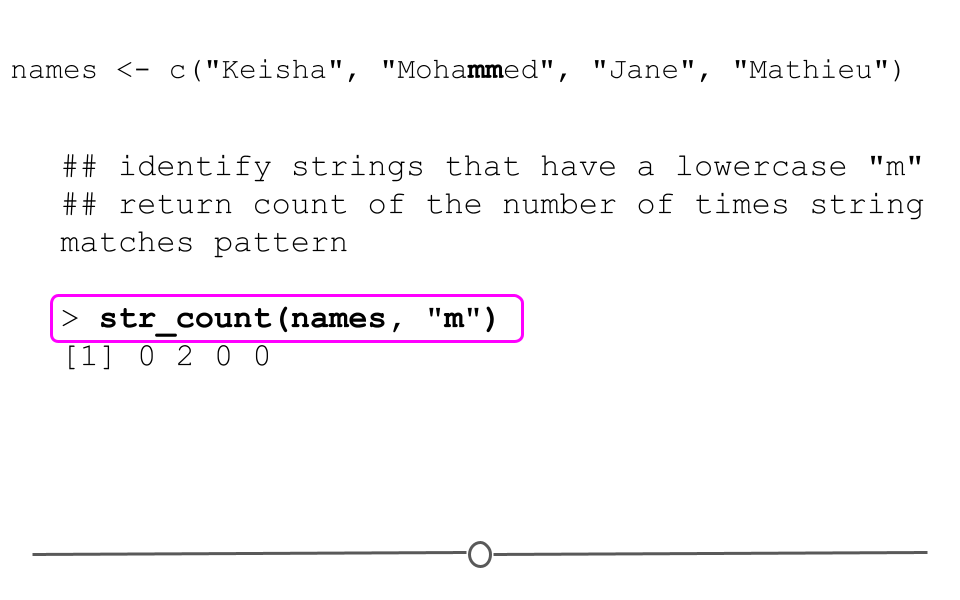 names <- c("Keisha", "Mohammed", "Jane", "Mathieu")
## identify strings that have a lowercase "m"
## return count of the number of times string
matches pattern
> str_count(names, "m")
[1] 0 2 0 0